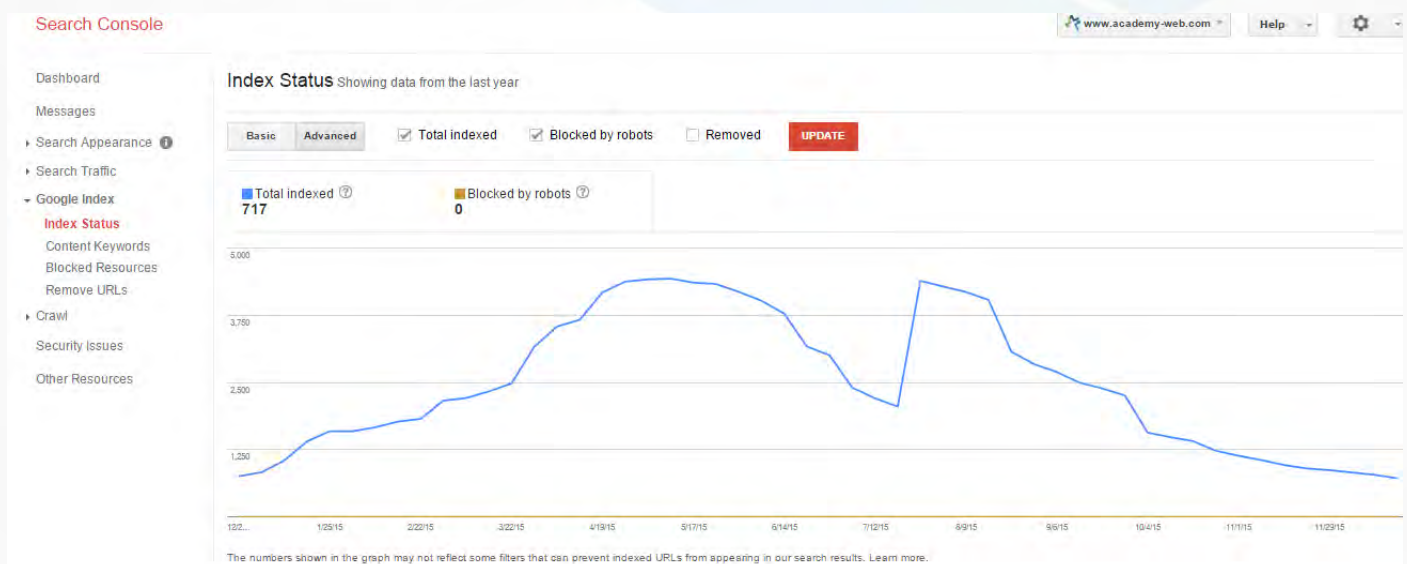 Search Console
www.academy-web.com
Help
Dashboard
Messages
Search Appearance
Search Traffic
Google Index
Index Status
Content Keywords
Blocked Resources
Remove URLs
Crawl
Security Issues
Other Resources
Index Status Showing data from the last year
Basic Advanced Total indexed Blocked by robots Removed UPDATE
Total indexed Blocked by robots
717 0
5,000
3,750
2,500
1,250
12/2... 1/25/15 2/22/15 3/22/15 4/19/15 5/17/15 6/14/15 7/12/15 8/9/15 9/6/15 10/4/15 11/1/15 11/29/15
The numbers shown in the graph may not reflect some filters that can prevent indexed URLs from appearing in our search results. Learn more.